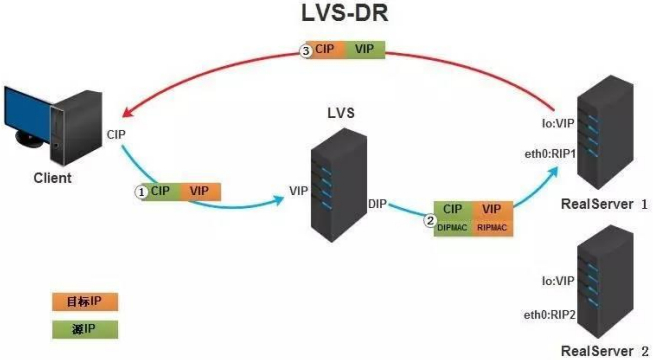 LVS-DR
③ CIP VIP
LVS
CIP
Client
① CIP VIP
VIP
DIP
② CIP VIP
DIPMAC RIPMAC
lo:VIP
eth0:RIP1
RealServer 1
lo:VIP
eth0:RIP2
RealServer 2
目标IP
源IP